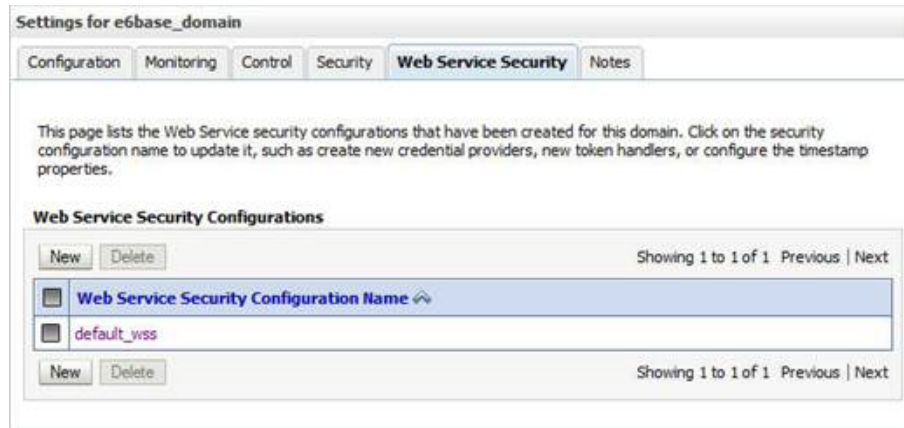 Settings for e6base_domain
Configuration Monitoring Control Security Web Service Security Notes
This page lists the Web Service security configurations that have been created for this domain. Click on the security
configuration name to update it, such as create new credential providers, new token handlers, or configure the timestamp
properties.
Web Service Security Configurations
New Delete Showing 1 to 1 of 1 Previous | Next
Web Service Security Configuration Name
default_wss
New Delete Showing 1 to 1 of 1 Previous | Next